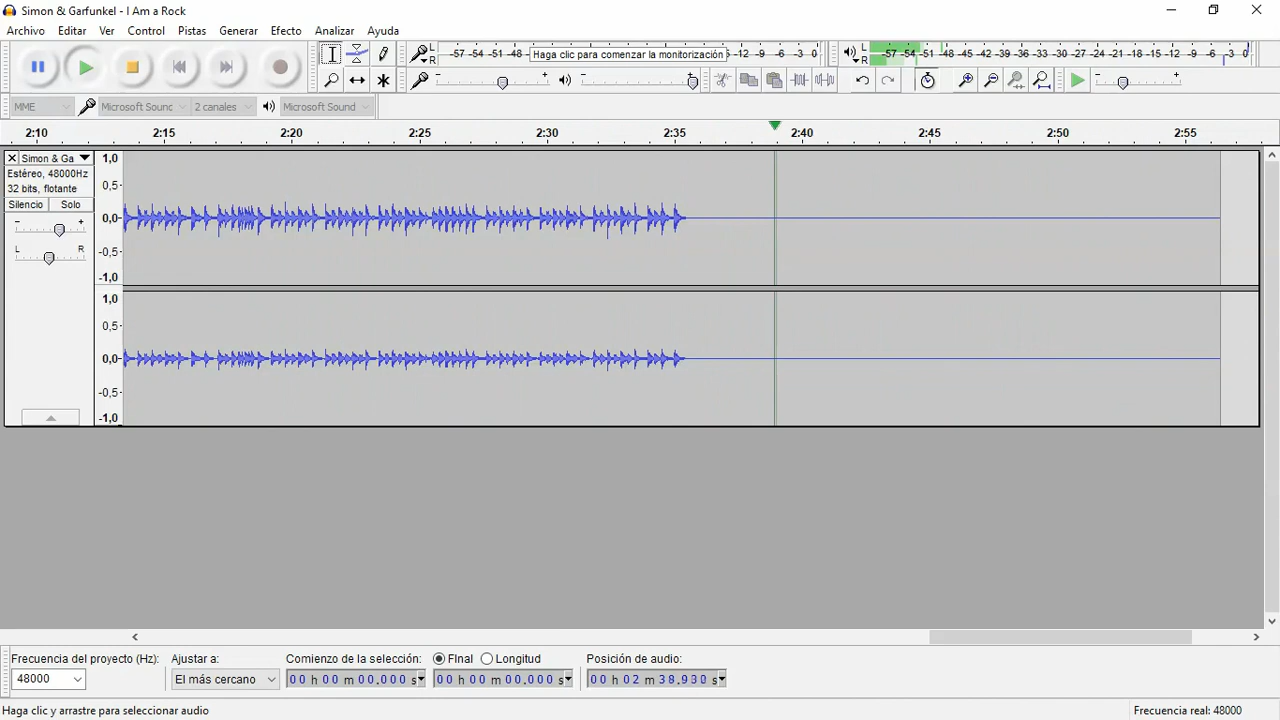 Simon & Garfunkel - I Am a Rock
Archivo Editar Ver Control Pistas Generar Efecto Analizar Ayuda
L R -57 -54 -51 -48 Haga clic para comenzar la monitorización -12 -9 -6 -3 0
L R -57 -54 -51 -48 -45 -42 -39 -36 -33 -30 -27 -24 -21 -18 -15 -12 -9 -6 -3 0
MME Microsoft Sound 2 canales Microsoft Sound
2:10 2:15 2:20 2:25 2:30 2:35 2:40 2:45 2:50 2:55
Simon & Ga
Estéreo, 48000Hz
32 bits, flotante
Silencio Solo
- +
L R
1,0
0,5
0,0
-0,5
-1,0
1,0
0,5
0,0
-0,5
-1,0
Frecuencia del proyecto (Hz): Ajustar a: Comienzo de la selección: FInal Longitud Posición de audio:
48000 El más cercano 00 h 00 m 00.000 s 00 h 00 m 00.000 s 00 h 02 m 38.930 s
Haga clic y arrastre para seleccionar audio Frecuencia real: 48000